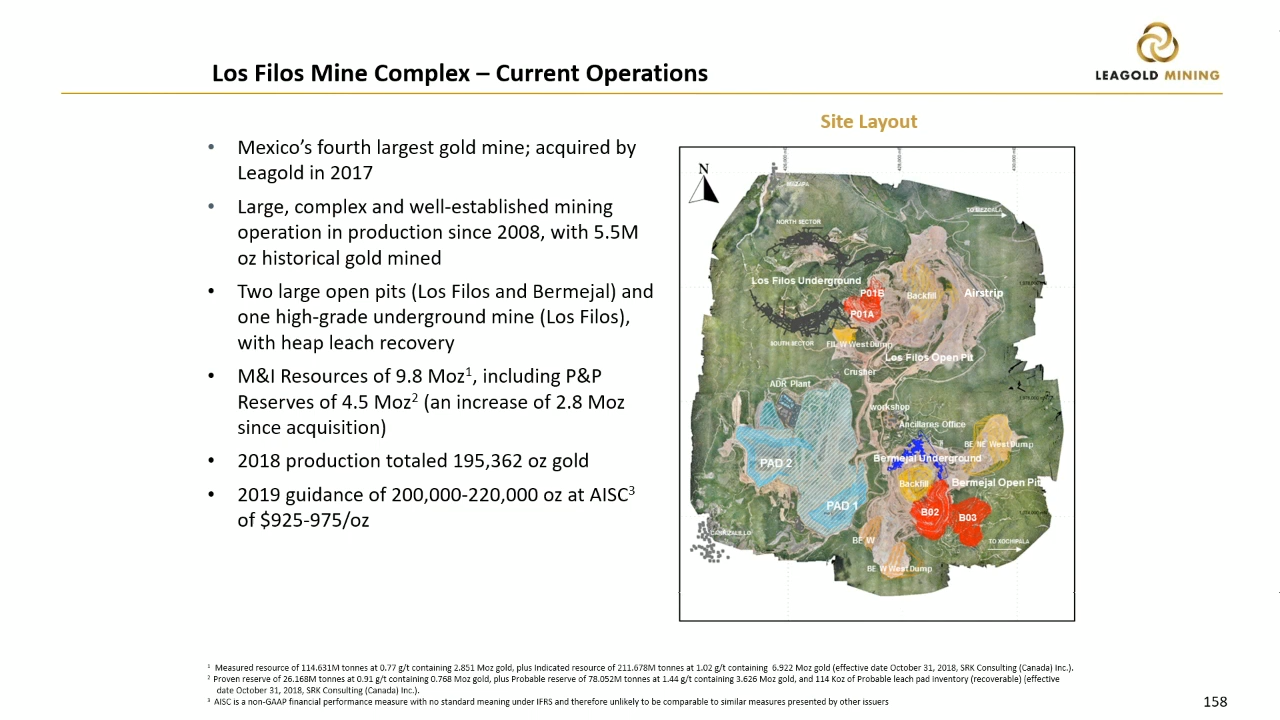 LEAGOLD MINING
Los Filos Mine Complex – Current Operations
• Mexico’s fourth largest gold mine; acquired by
Leagold in 2017
• Large, complex and well-established mining
operation in production since 2008, with 5.5M
oz historical gold mined
• Two large open pits (Los Filos and Bermejal) and
one high-grade underground mine (Los Filos),
with heap leach recovery
• M&I Resources of 9.8 Moz¹, including P&P
Reserves of 4.5 Moz² (an increase of 2.8 Moz
since acquisition)
• 2018 production totaled 195,362 oz gold
• 2019 guidance of 200,000-220,000 oz at AISC³
of $925-975/oz
Site Layout
N
MAZAPA
TO MEZCALA
NORTH SECTOR
Los Filos Underground
P01B
Backfill
Airstrip
P01A
SOUTH SECTOR
FIL W West Dump
Los Filos Open Pit
Crusher
ADR Plant
workshop
Ancillares Office
BE NE West Dump
Bermejal Underground
PAD 2
Backfill
Bermejal Open Pit
PAD 1
B02
B03
CARRIZALILLO
BE W
TO XOCHIPALA
BE W West Dump
¹ Measured resource of 114.631M tonnes at 0.77 g/t containing 2.851 Moz gold, plus Indicated resource of 211.678M tonnes at 1.02 g/t containing 6.922 Moz gold (effective date October 31, 2018, SRK Consulting (Canada) Inc.).
² Proven reserve of 26.168M tonnes at 0.91 g/t containing 0.768 Moz gold, plus Probable reserve of 78.052M tonnes at 1.44 g/t containing 3.626 Moz gold, and 114 Koz of Probable leach pad inventory (recoverable) (effective
date October 31, 2018, SRK Consulting (Canada) Inc.).
³ AISC is a non-GAAP financial performance measure with no standard meaning under IFRS and therefore unlikely to be comparable to similar measures presented by other issuers
158